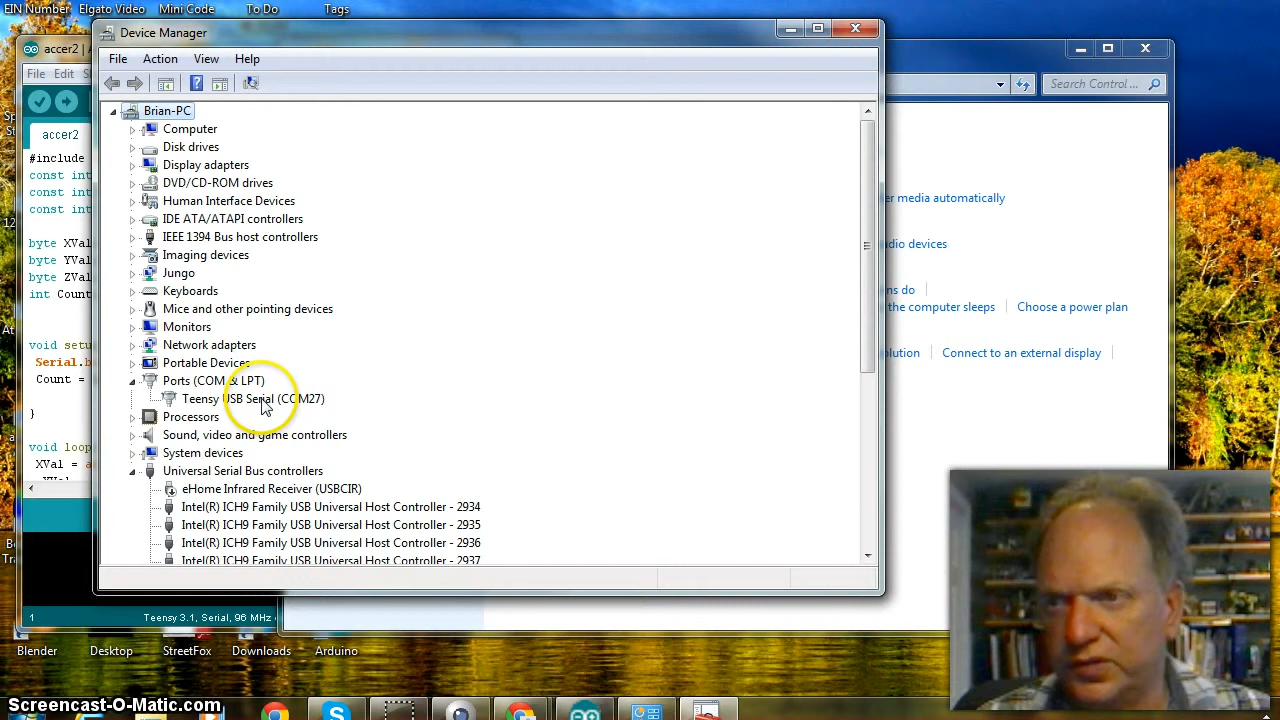 EIN Number Elgato Video Mini Code To Do Tags
Device Manager
accer2 | A
File Action View Help
File Edit
Search Control ...
accer2
#include
const int
const int
const int
byte XVal
byte YVal
byte ZVal
int Count
void setu
Serial.b
Count =
}
void loop
XVal = a
Brian-PC
Computer
Disk drives
Display adapters
DVD/CD-ROM drives
Human Interface Devices
IDE ATA/ATAPI controllers
IEEE 1394 Bus host controllers
Imaging devices
Jungo
Keyboards
Mice and other pointing devices
Monitors
Network adapters
Portable Devices
Ports (COM & LPT)
Teensy USB Serial (COM27)
Processors
Sound, video and game controllers
System devices
Universal Serial Bus controllers
eHome Infrared Receiver (USBCIR)
Intel(R) ICH9 Family USB Universal Host Controller - 2934
Intel(R) ICH9 Family USB Universal Host Controller - 2935
Intel(R) ICH9 Family USB Universal Host Controller - 2936
Intel(R) ICH9 Family USB Universal Host Controller - 2937
er media automatically
dio devices
ns do
the computer sleeps Choose a power plan
olution Connect to an external display
1 Teensy 3.1, Serial, 96 MHz
Blender Desktop StreetFox Downloads Arduino
Screencast-O-Matic.com